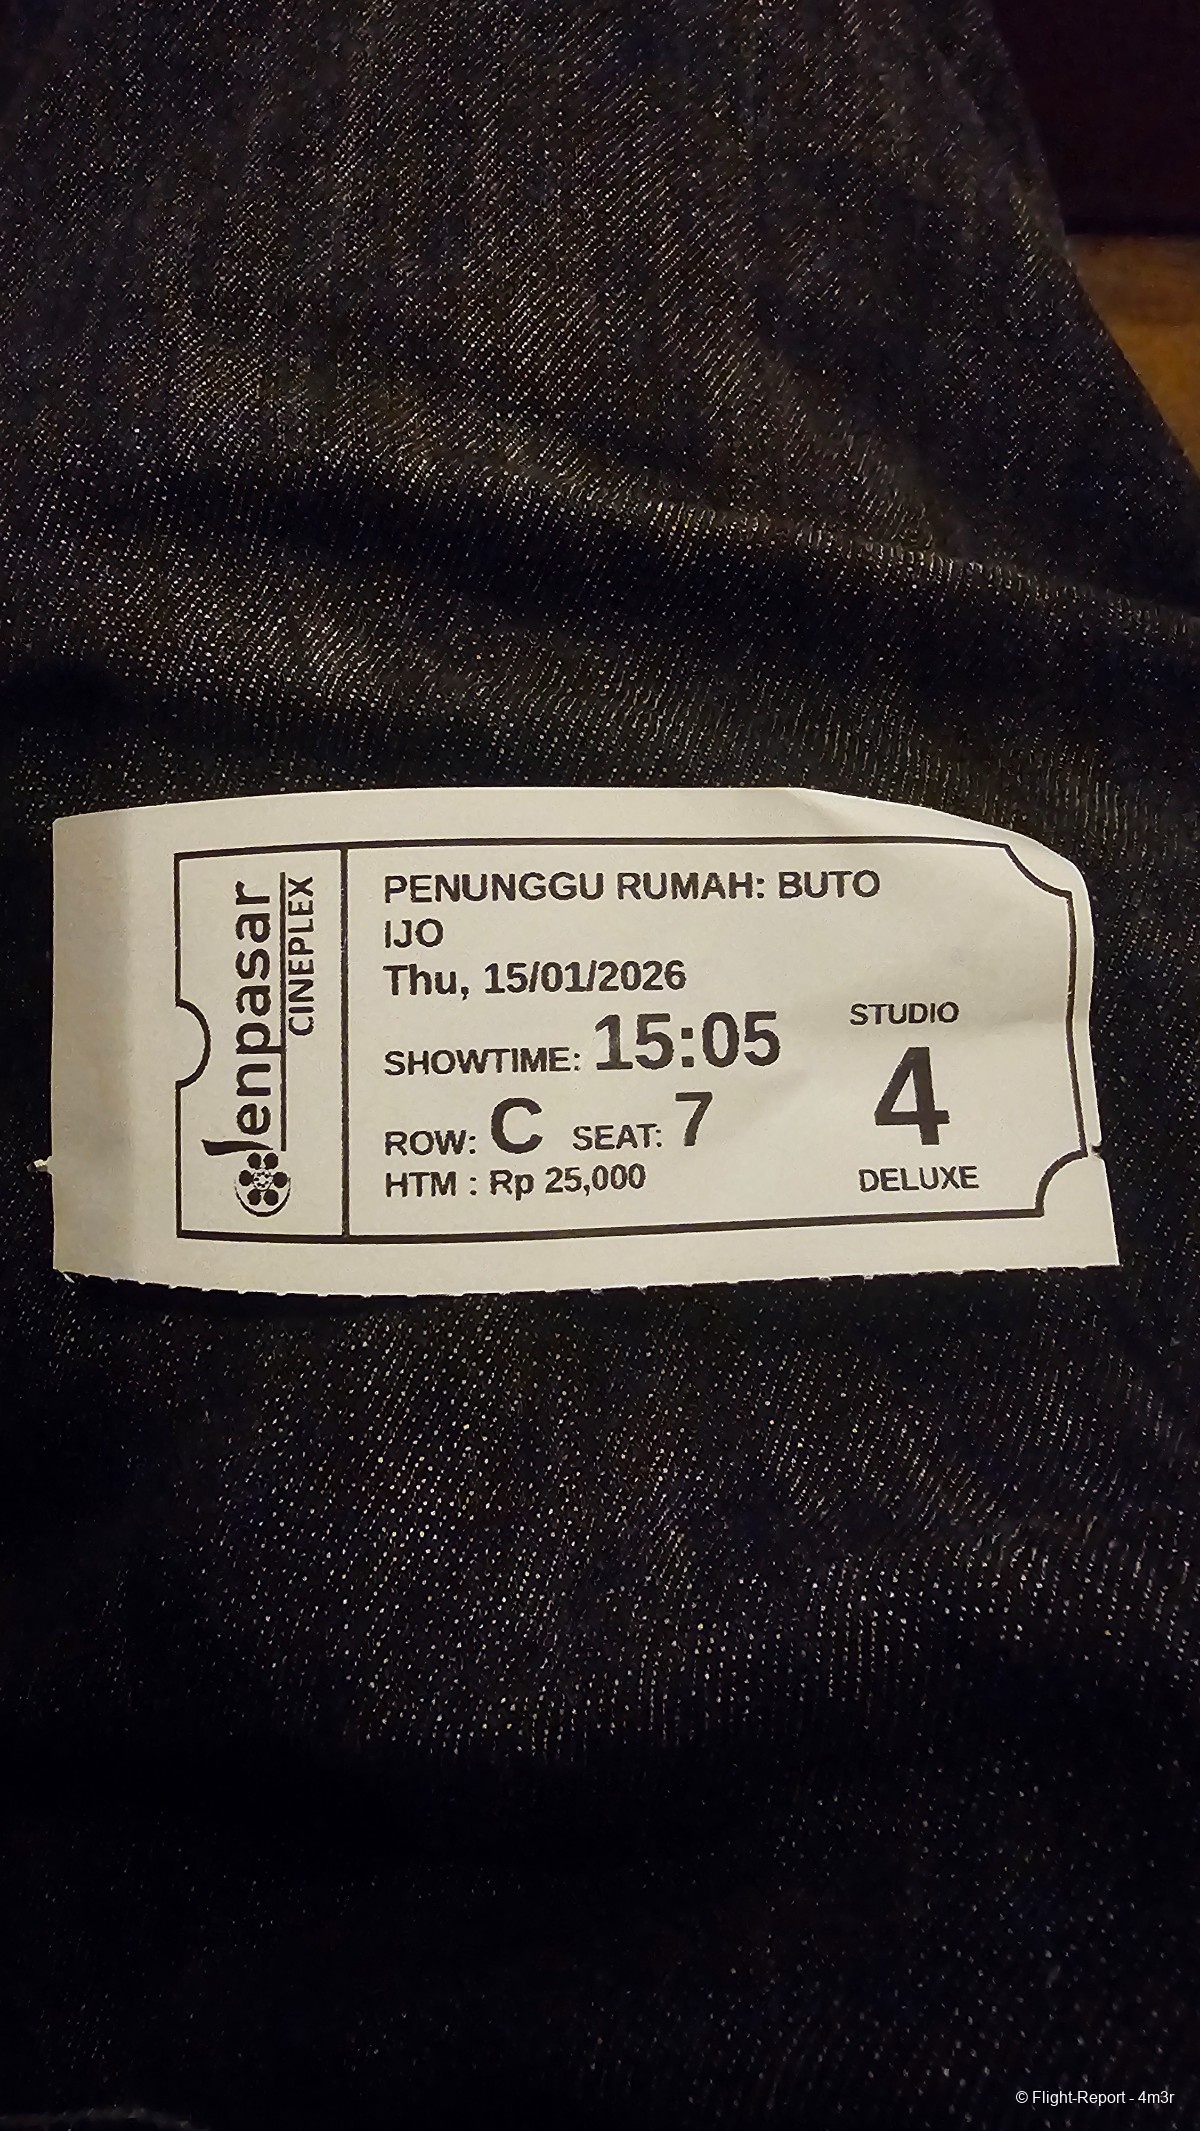 Denpasar
CINEPLEX
PENUNGGU RUMAH: BUTO
IJO
Thu, 15/01/2026
SHOWTIME: 15:05
ROW: C SEAT: 7
HTM : Rp 25,000
STUDIO
4
DELUXE
© Flight-Report - 4m3r